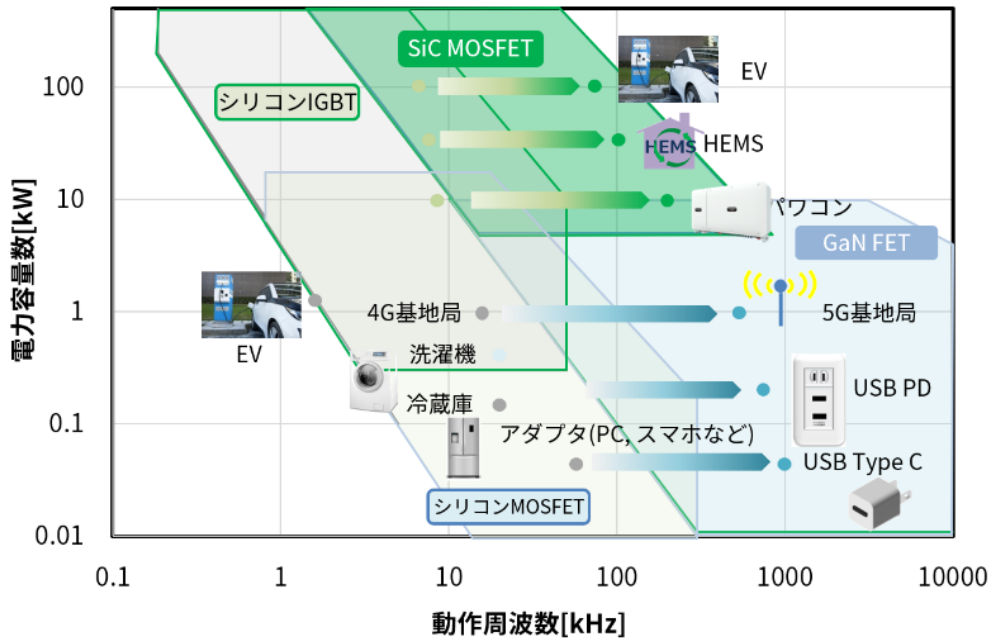 SiC MOSFET
EV
100
シリコンIGBT
HEMS
HEMS
10
パワコン
GaN FET
電力容量数[kW]
1
4G基地局
5G基地局
EV
洗濯機
USB PD
冷蔵庫
0.1
アダプタ(PC, スマホなど)
USB Type C
シリコンMOSFET
0.01
0.1
1
10
100
1000
10000
動作周波数[kHz]